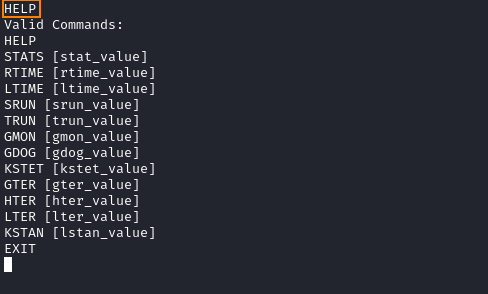 HELP
Valid Commands:
HELP
STATS [stat_value]
RTIME [rtime_value]
LTIME [ltime_value]
SRUN [srun_value]
TRUN [trun_value]
GMON [gmon_value]
GDOG [gdog_value]
KSTET [kstet_value]
GTER [gter_value]
HTER [hter_value]
LTER [lter_value]
KSTAN [lstan_value]
EXIT